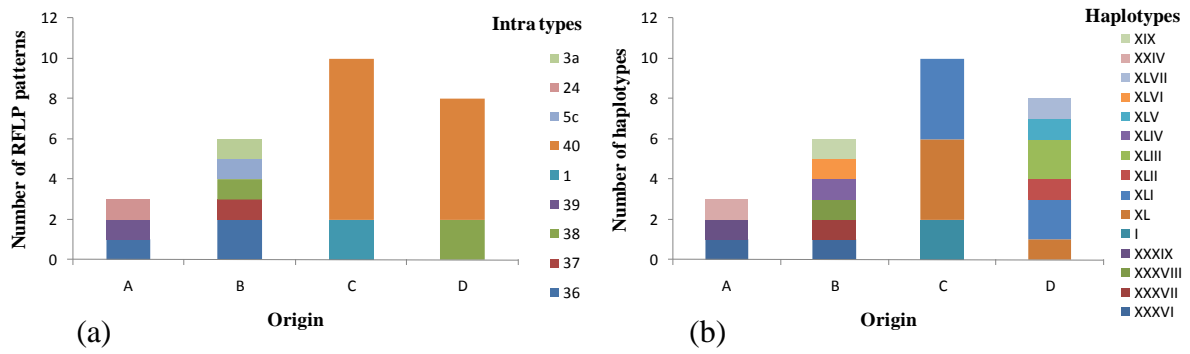 Intra types
Number of RFLP patterns
12
10
8
6
4
2
0
A B C D
Origin
3a
24
5c
40
1
39
38
37
36
(a)
Haplotypes
Number of haplotypes
12
10
8
6
4
2
0
A B C D
Origin
XIX
XXIV
XLVII
XLVI
XLV
XLIV
XLIII
XLII
XLI
XL
I
XXXIX
XXXVIII
XXXVII
XXXVI
(b)